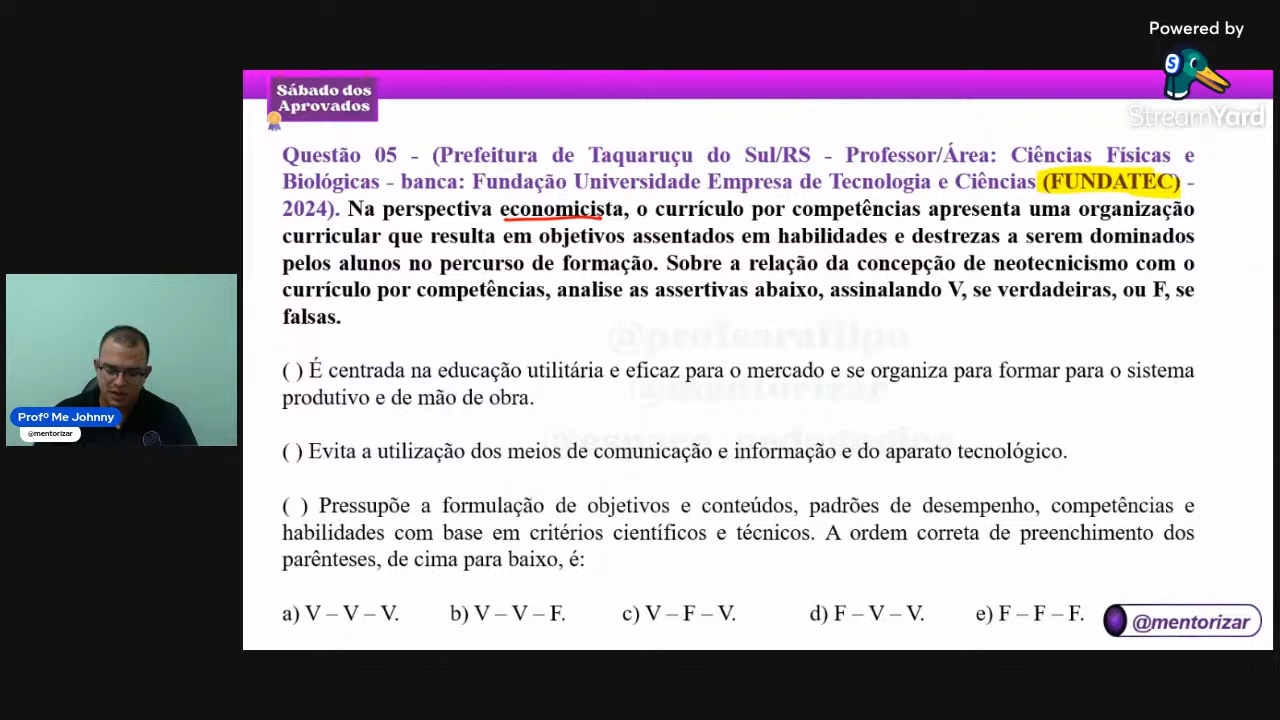 Powered by
StreamYard
Sábado dos
Aprovados
Questão 05 - (Prefeitura de Taquaruçu do Sul/RS - Professor/Área: Ciências Físicas e
Biológicas - banca: Fundação Universidade Empresa de Tecnologia e Ciências (FUNDATEC) -
2024). Na perspectiva economicista, o currículo por competências apresenta uma organização
curricular que resulta em objetivos assentados em habilidades e destrezas a serem dominados
pelos alunos no percurso de formação. Sobre a relação da concepção de neotecnicismo com o
currículo por competências, analise as assertivas abaixo, assinalando V, se verdadeiras, ou F, se
falsas.
@profsarafilpo
( ) É centrada na educação utilitária e eficaz para o mercado e se organiza para formar para o sistema
@mentorizar
produtivo e de mão de obra.
@espaco_pedagogico
( ) Evita a utilização dos meios de comunicação e informação e do aparato tecnológico.
( ) Pressupõe a formulação de objetivos e conteúdos, padrões de desempenho, competências e
habilidades com base em critérios científicos e técnicos. A ordem correta de preenchimento dos
parênteses, de cima para baixo, é:
a) V – V – V. b) V – V – F. c) V – F – V. d) F – V – V. e) F – F – F.
@mentorizar
Profº Me Johnny
@mentorizar